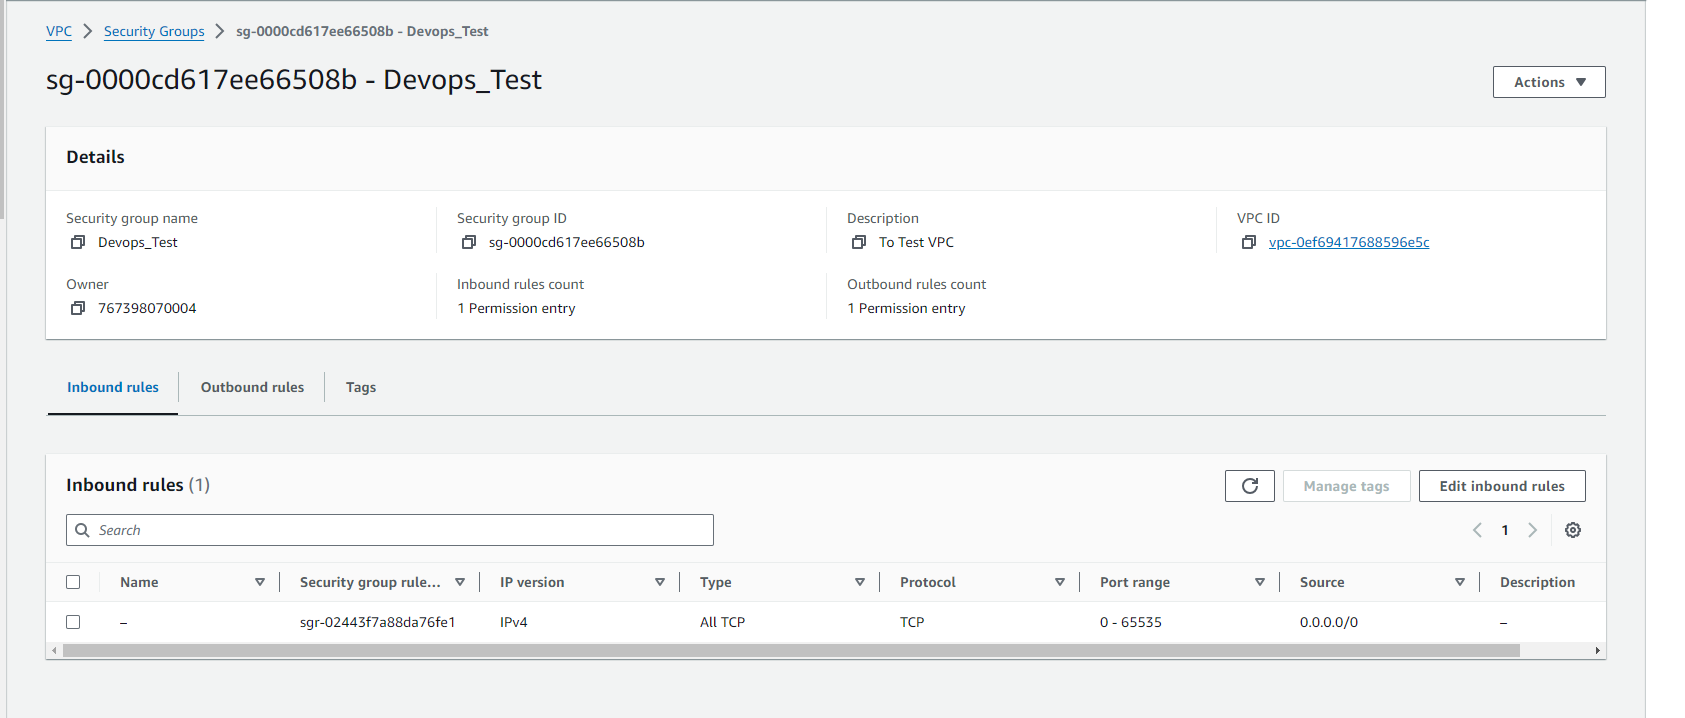 VPC > Security Groups > sg-0000cd617ee66508b - Devops_Test
sg-0000cd617ee66508b - Devops_Test
Actions
Details
Security group name
Devops_Test
Security group ID
sg-0000cd617ee66508b
Description
To Test VPC
VPC ID
vpc-0ef69417688596e5c
Owner
767398070004
Inbound rules count
1 Permission entry
Outbound rules count
1 Permission entry
Inbound rules Outbound rules Tags
Inbound rules (1)
Manage tags Edit inbound rules
Search
1
Name Security group rule... IP version Type Protocol Port range Source Description
– sgr-02443f7a88da76fe1 IPv4 All TCP TCP 0 - 65535 0.0.0.0/0 –